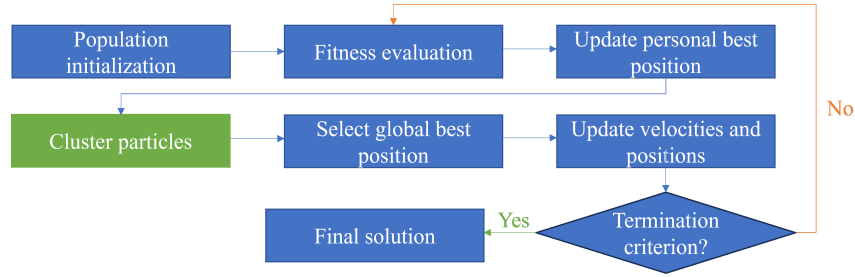 Population
initialization
Fitness evaluation
Update personal best
position
No
Cluster particles
Select global best
position
Update velocities and
positions
Yes
Termination
criterion?
Final solution